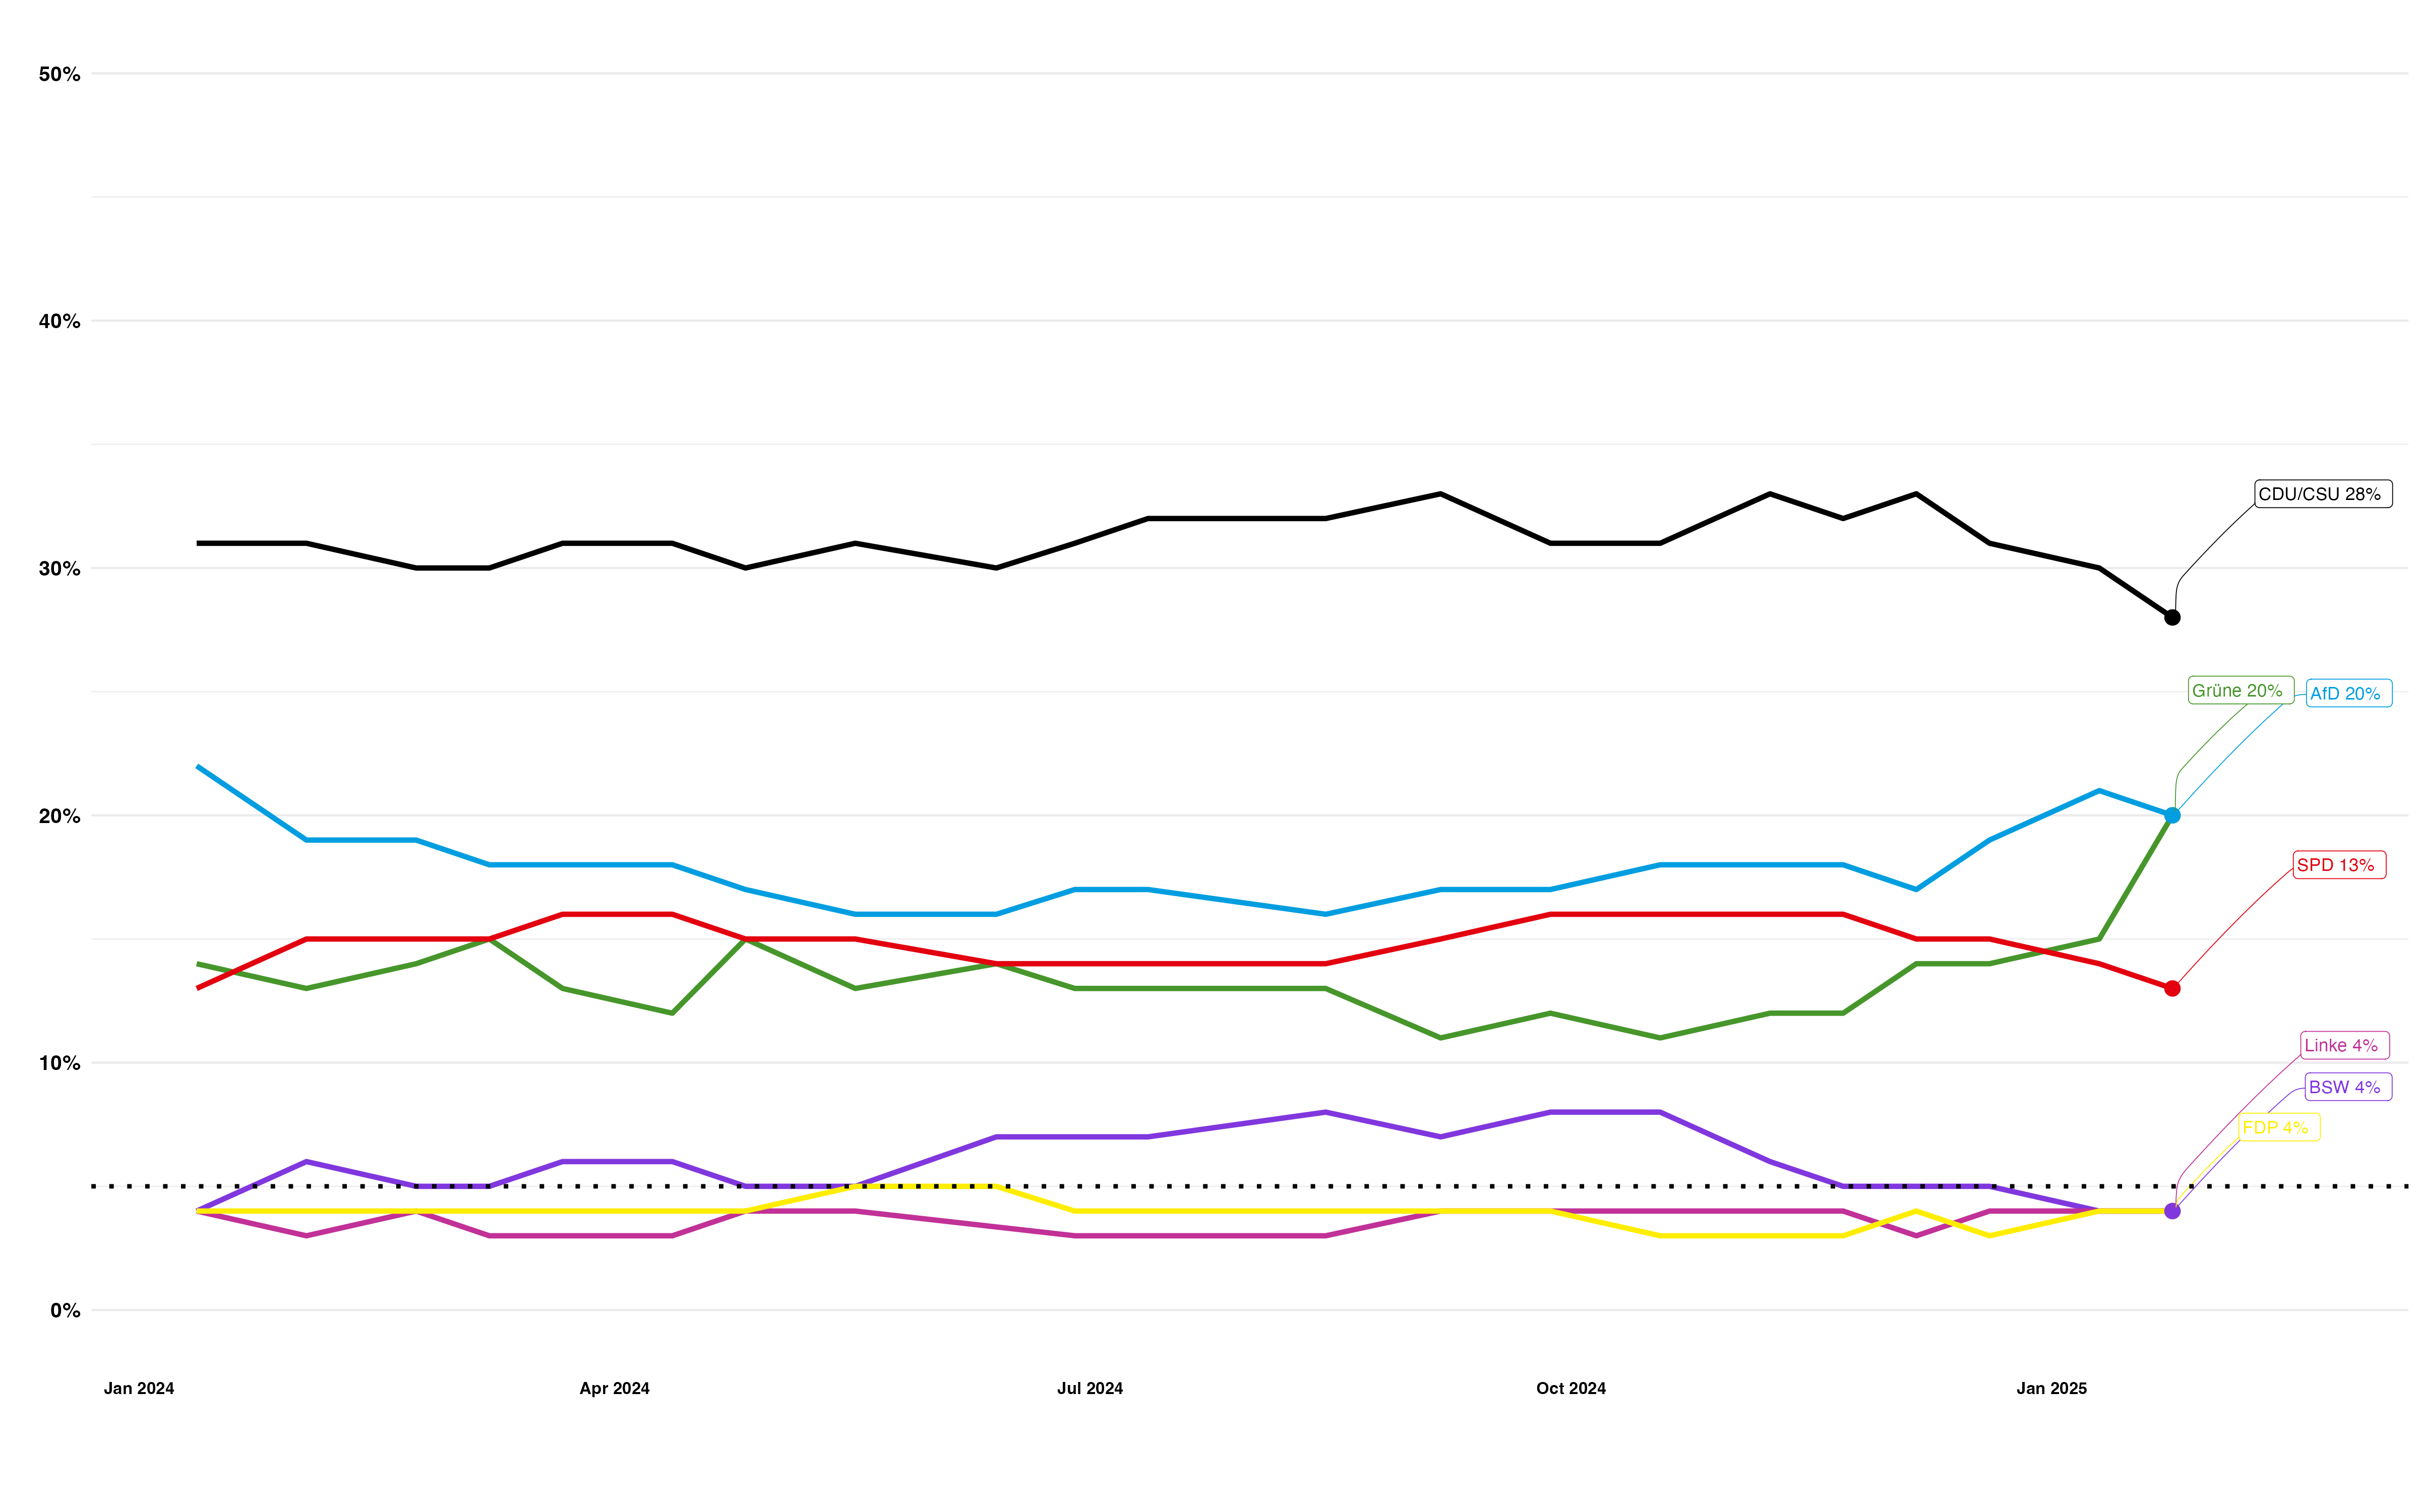 50%
40%
30%
20%
10%
0%
CDU/CSU 28%
Grüne 20%
AfD 20%
SPD 13%
Linke 4%
BSW 4%
FDP 4%
Jan 2024
Apr 2024
Jul 2024
Oct 2024
Jan 2025